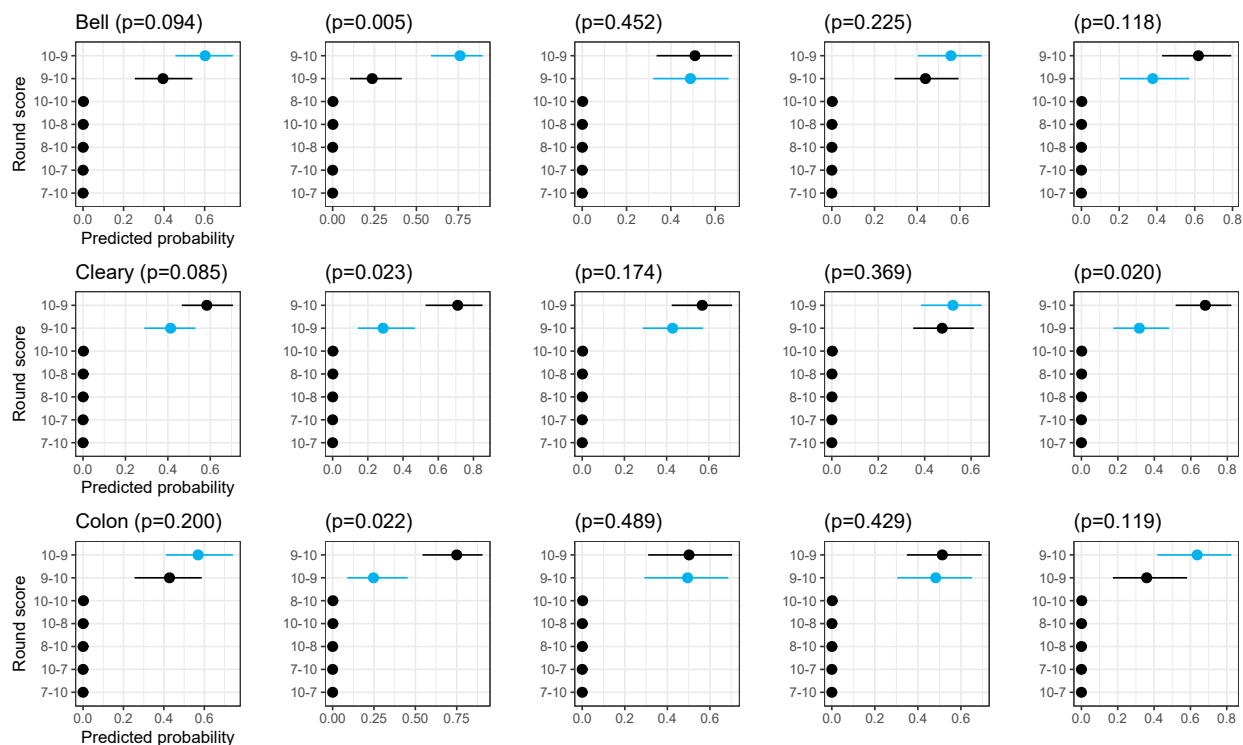 Bell (p=0.094) (p=0.005) (p=0.452) (p=0.225) (p=0.118)
Round score
10-9 9-10 10-9 10-9 9-10
9-10 10-9 9-10 9-10 10-9
10-10 8-10 10-10 10-10 10-10
10-8 10-10 10-8 10-8 8-10
8-10 10-8 8-10 8-10 10-8
10-7 7-10 10-7 10-7 7-10
7-10 10-7 7-10 7-10 10-7
0.0 0.2 0.4 0.6 0.00 0.25 0.50 0.75 0.0 0.2 0.4 0.6 0.0 0.2 0.4 0.6 0.0 0.2 0.4 0.6 0.8
Predicted probability
Cleary (p=0.085) (p=0.023) (p=0.174) (p=0.369) (p=0.020)
Round score
10-9 9-10 10-9 10-9 9-10
9-10 10-9 9-10 9-10 10-9
10-10 10-10 10-10 10-10 10-10
10-8 8-10 10-8 10-8 8-10
8-10 10-8 8-10 8-10 10-8
10-7 7-10 10-7 10-7 7-10
7-10 10-7 7-10 7-10 10-7
0.0 0.2 0.4 0.6 0.0 0.2 0.4 0.6 0.8 0.0 0.2 0.4 0.6 0.0 0.2 0.4 0.6 0.0 0.2 0.4 0.6 0.8
Predicted probability
Colon (p=0.200) (p=0.022) (p=0.489) (p=0.429) (p=0.119)
Round score
10-9 9-10 10-9 10-9 9-10
9-10 10-9 9-10 9-10 10-9
10-10 8-10 10-10 10-10 10-10
10-8 10-10 10-8 10-8 8-10
8-10 10-8 8-10 8-10 10-8
10-7 7-10 10-7 10-7 7-10
7-10 10-7 7-10 7-10 10-7
0.0 0.2 0.4 0.6 0.00 0.25 0.50 0.75 0.0 0.2 0.4 0.6 0.0 0.2 0.4 0.6 0.0 0.2 0.4 0.6 0.8
Predicted probability